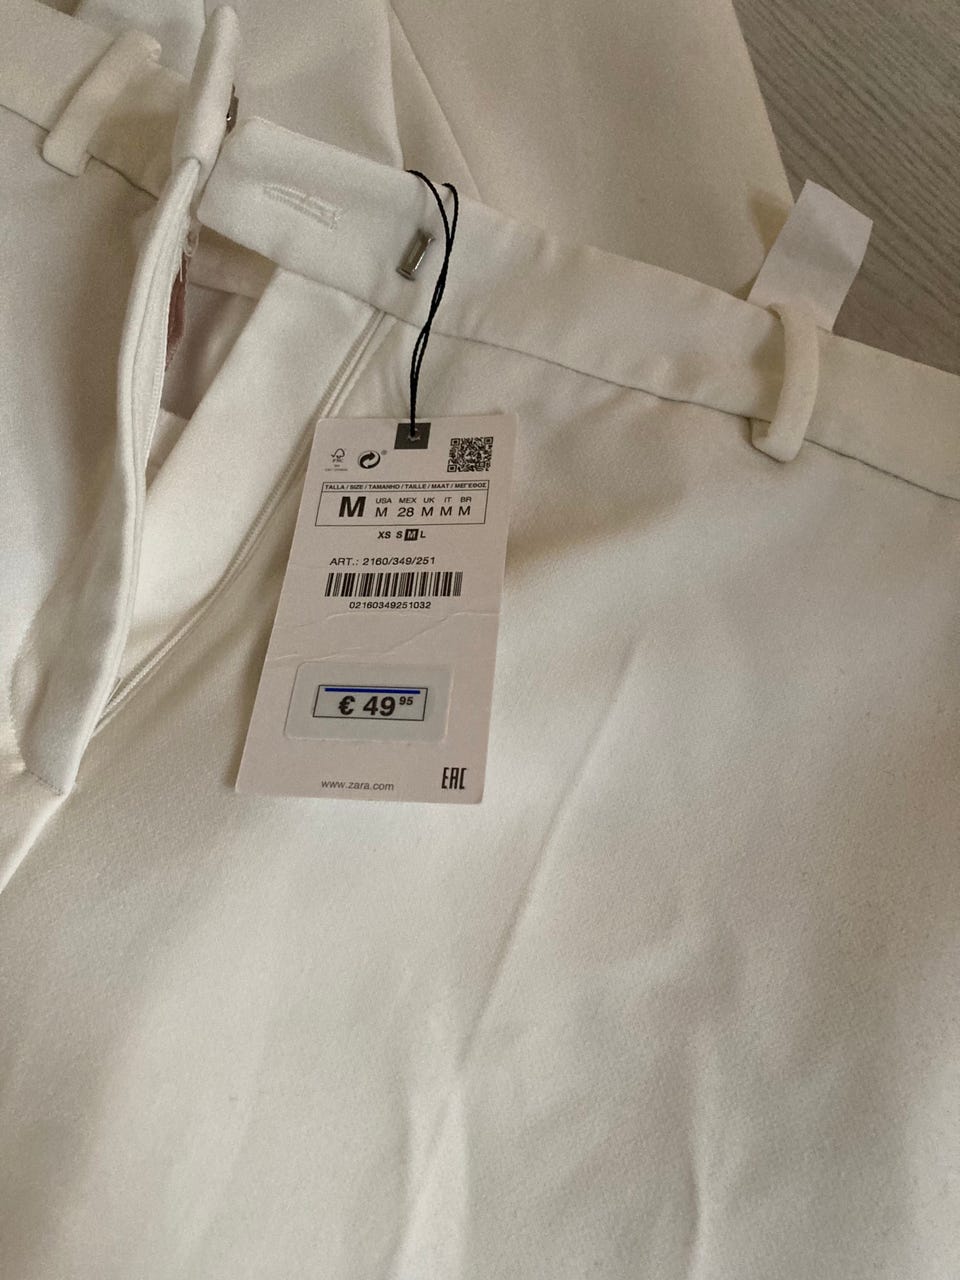 FSC
®
TALLA / SIZE / TAMANHO / TAILLE / MAAT / ΜΕΓΕΘΟΣ
M USA MEX UK IT BR
M 28 M M M
XS S M L
ART.: 2160/349/251
02160349251032
€ 49 95
www.zara.com
EAC